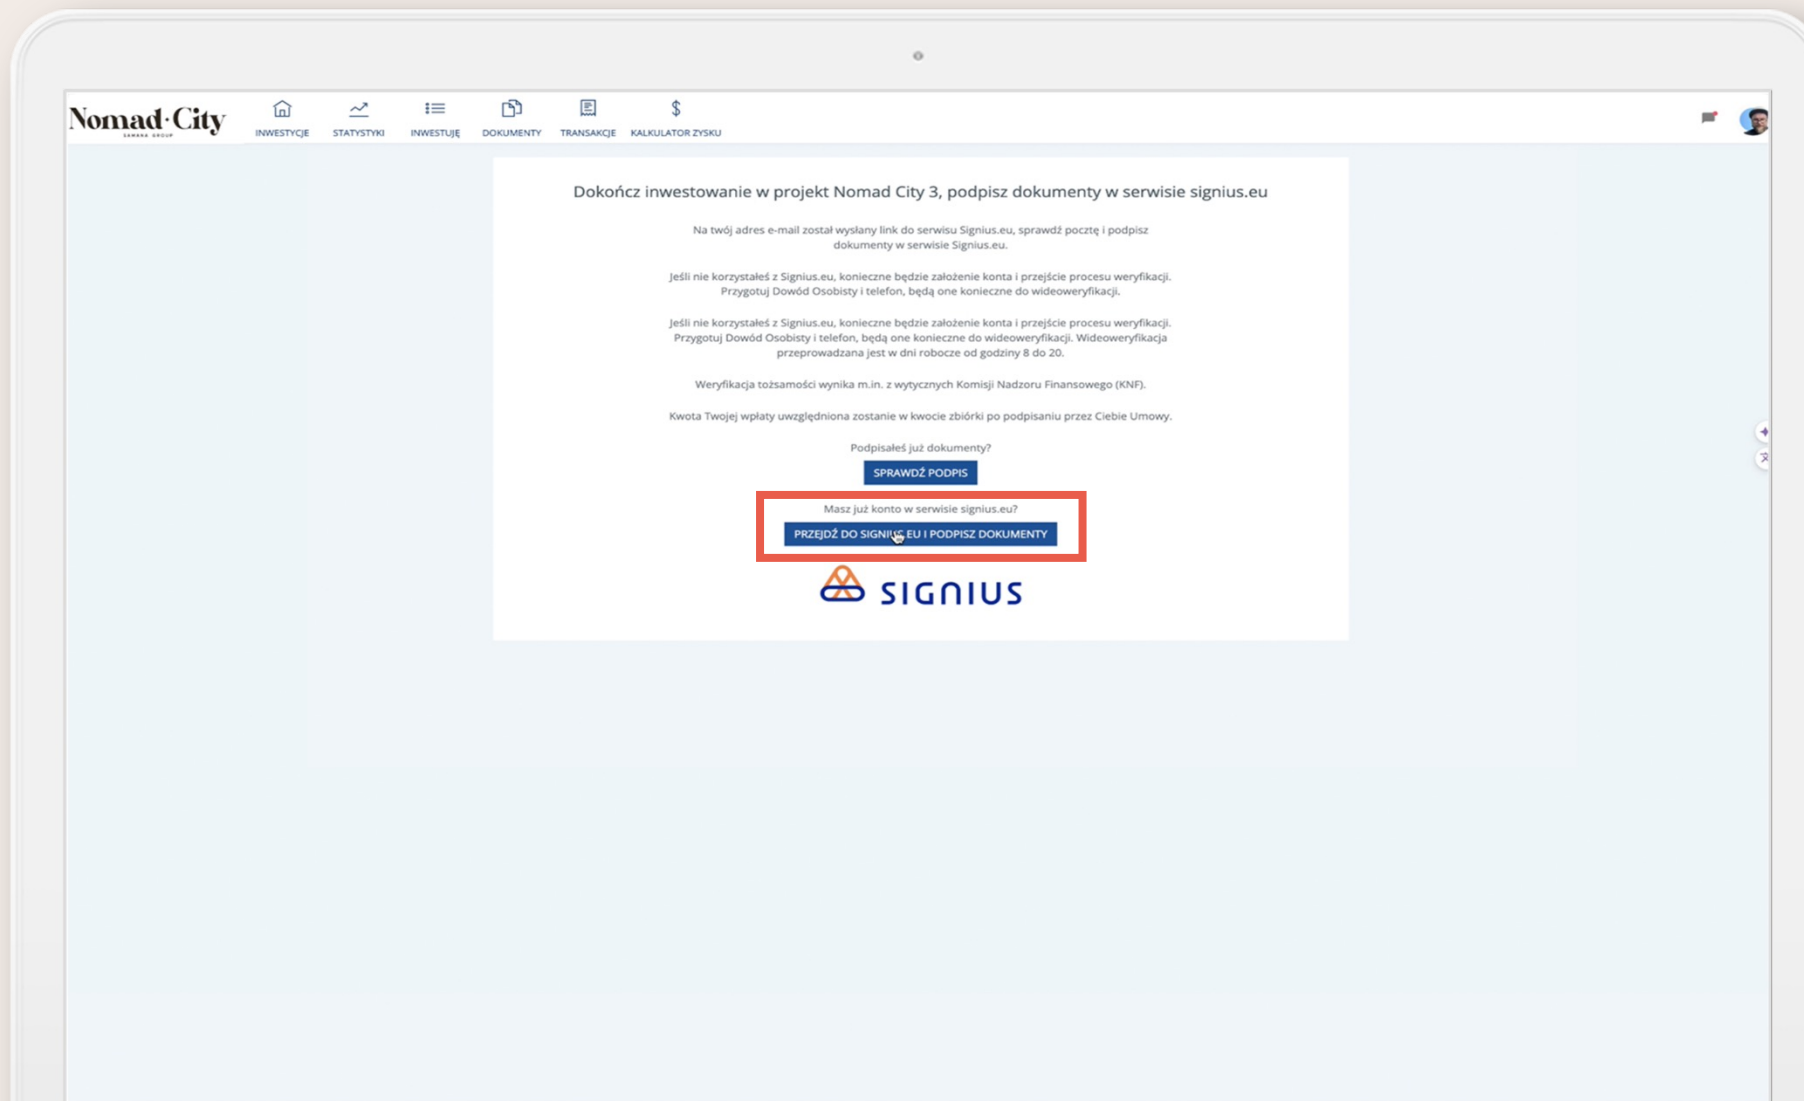 Nomad·City
SAMANA GROUP
INWESTYCJE
STATYSTYKI
INWESTUJĘ
DOKUMENTY
TRANSAKCJE
KALKULATOR ZYSKU
Dokończ inwestowanie w projekt Nomad City 3, podpisz dokumenty w serwisie signius.eu
Na twój adres e-mail został wysłany link do serwisu Signius.eu, sprawdź pocztę i podpisz
dokumenty w serwisie Signius.eu.
Jeśli nie korzystałeś z Signius.eu, konieczne będzie założenie konta i przejście procesu weryfikacji.
Przygotuj Dowód Osobisty i telefon, będą one konieczne do wideoweryfikacji.
Jeśli nie korzystałeś z Signius.eu, konieczne będzie założenie konta i przejście procesu weryfikacji.
Przygotuj Dowód Osobisty i telefon, będą one konieczne do wideoweryfikacji. Wideoweryfikacja
przeprowadzana jest w dni robocze od godziny 8 do 20.
Weryfikacja tożsamości wynika m.in. z wytycznych Komisji Nadzoru Finansowego (KNF).
Kwota Twojej wpłaty uwzględniona zostanie w kwocie zbiórki po podpisaniu przez Ciebie Umowy.
Podpisałeś już dokumenty?
SPRAWDŹ PODPIS
Masz już konto w serwisie signius.eu?
PRZEJDŹ DO SIGNIUS.EU I PODPISZ DOKUMENTY
SIGNIUS